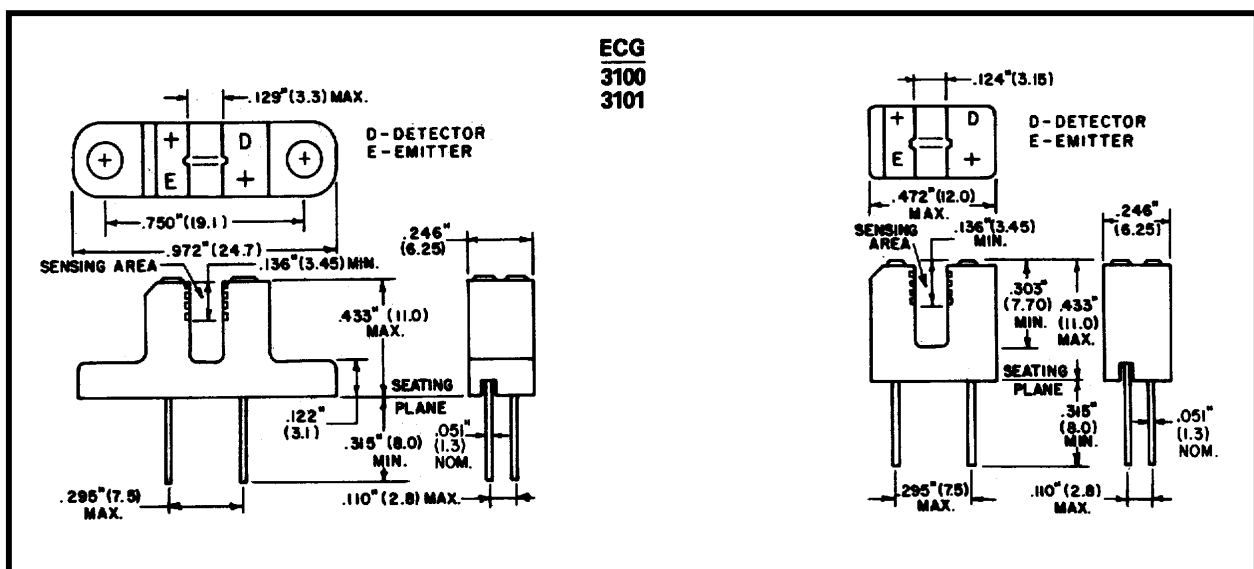 ECG
3100
3101
.129"(3.3) MAX.
+ D
E +
D-DETECTOR
E-EMITTER
.750"(19.1)
.972"(24.7)
SENSING AREA
.136"(3.45) MIN.
.246"
(6.25)
.433" (11.0)
MAX.
SEATING
PLANE
.122"
(3.1)
.315" (8.0)
MIN.
.051"
(1.3)
NOM.
.295"(7.5)
MAX.
.110" (2.8) MAX.
.124"(3.15)
+ D
E +
D-DETECTOR
E-EMITTER
.472"(12.0)
MAX.
SENSING
AREA
.136"(3.45)
MIN.
.246"
(6.25)
.303"
(7.70)
MIN.
.433"
(11.0)
MAX.
SEATING
PLANE
.315"
(8.0)
MIN.
.051"
(1.3)
NOM.
.295"(7.5)
MAX.
.110" (2.8)
MAX.